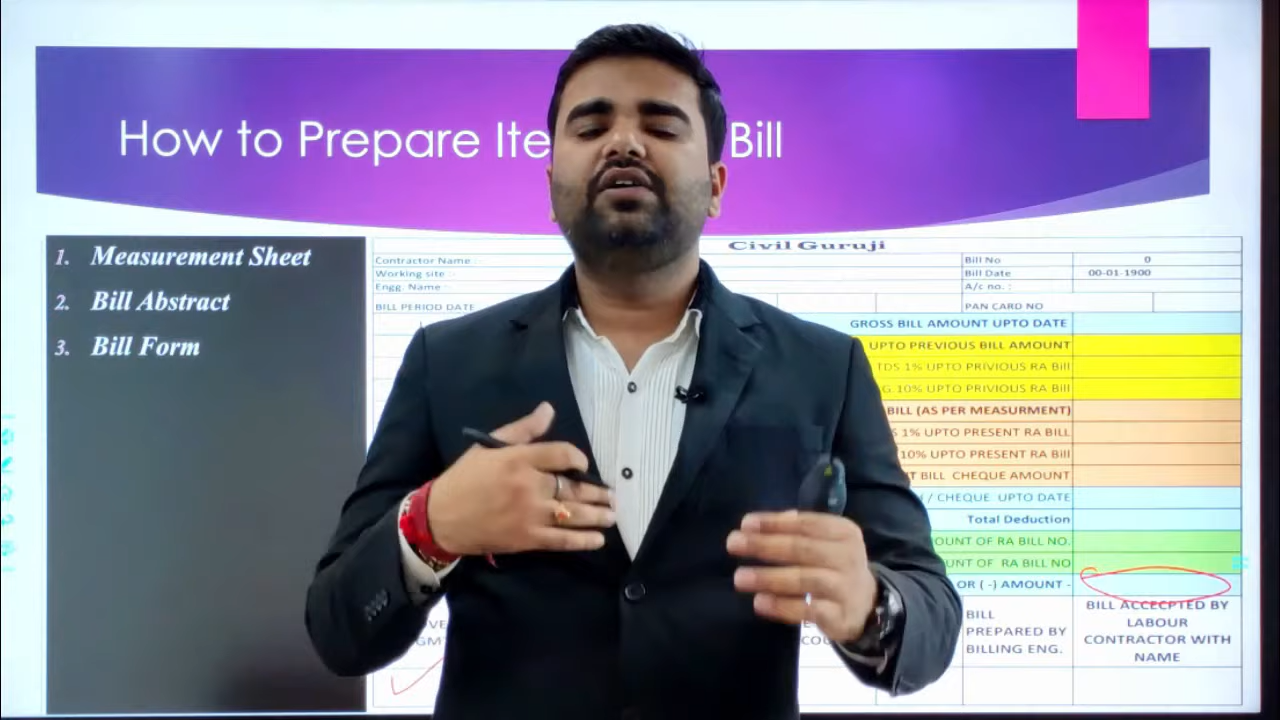 How to Prepare Ite Bill
1. Measurement Sheet
2. Bill Abstract
3. Bill Form
Civil Guruji
Contractor Name :-
Bill No 0
Working site :-
Bill Date 00-01-1900
Engg. Name :-
A/c no. :
BILL PERIOD DATE
PAN CARD NO
GROSS BILL AMOUNT UPTO DATE
UPTO PREVIOUS BILL AMOUNT
TDS 1% UPTO PRIVIOUS RA Bill
G.10% UPTO PRIVIOUS RA Bill
BILL (AS PER MEASURMENT)
S 1% UPTO PRESENT RA BILL
10% UPTO PRESENT RA BILL
BILL CHEQUE AMOUNT
/ CHEQUE UPTO DATE
Total Deduction
OUNT OF RA BILL NO.
UNT OF RA BILL NO
OR ( -) AMOUNT -
BILL
PREPARED BY
BILLING ENG.
BILL ACCECPTED BY
LABOUR
CONTRACTOR WITH
NAME